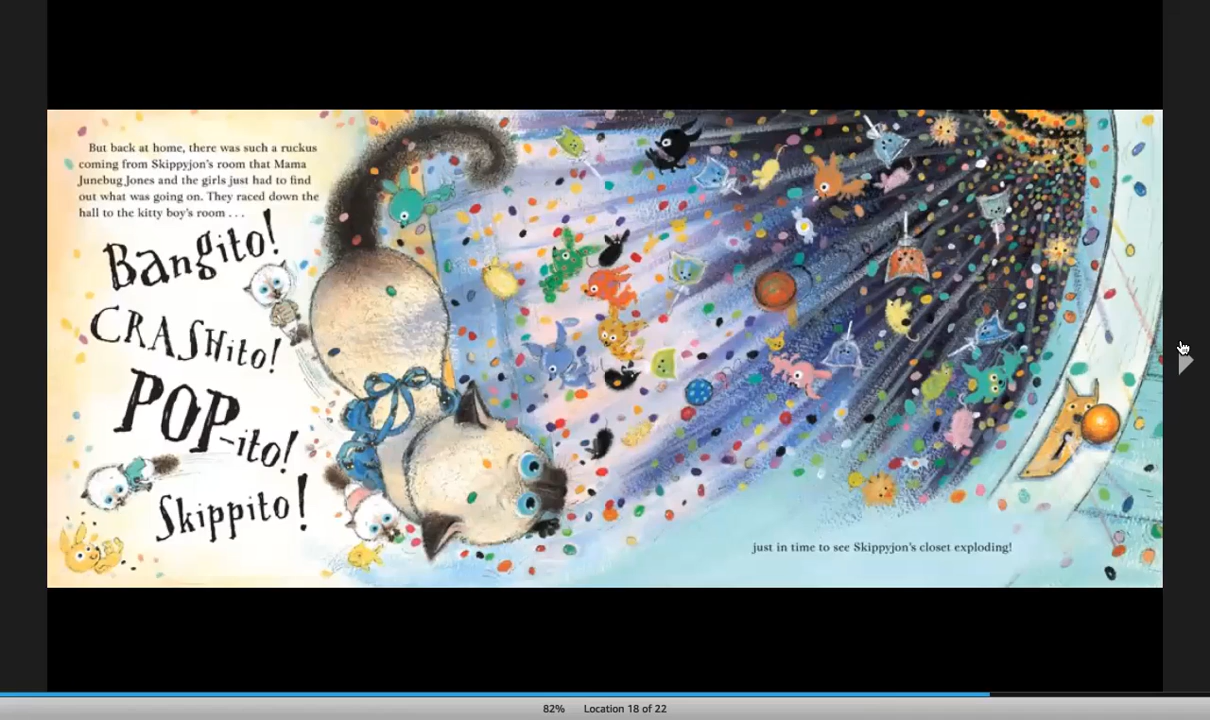 But back at home, there was such a ruckus
coming from Skippyjon's room that Mama
Junebug Jones and the girls just had to find
out what was going on. They raced down the
hall to the kitty boy's room . . .
Bangito!
CRASHito!
POP-ito!
Skippito!
just in time to see Skippyjon's closet exploding!
82% Location 18 of 22